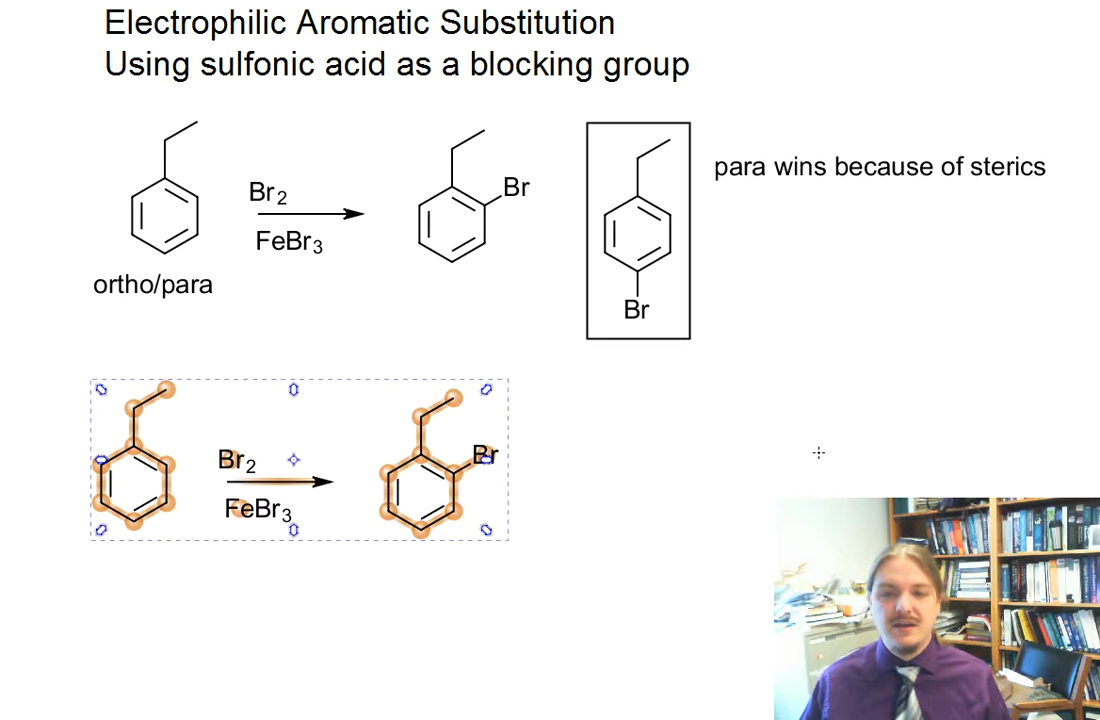 Electrophilic Aromatic Substitution
Using sulfonic acid as a blocking group
Br2
FeBr3
ortho/para
Br
Br
para wins because of sterics
Br2
FeBr3
Br